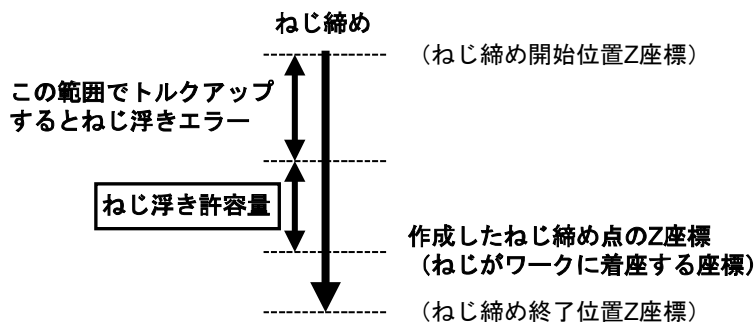 ねじ締め
（ねじ締め開始位置Z座標）
この範囲でトルクアップ
するとねじ浮きエラー
ねじ浮き許容量
作成したねじ締め点のZ座標
（ねじがワークに着座する座標）
（ねじ締め終了位置Z座標）